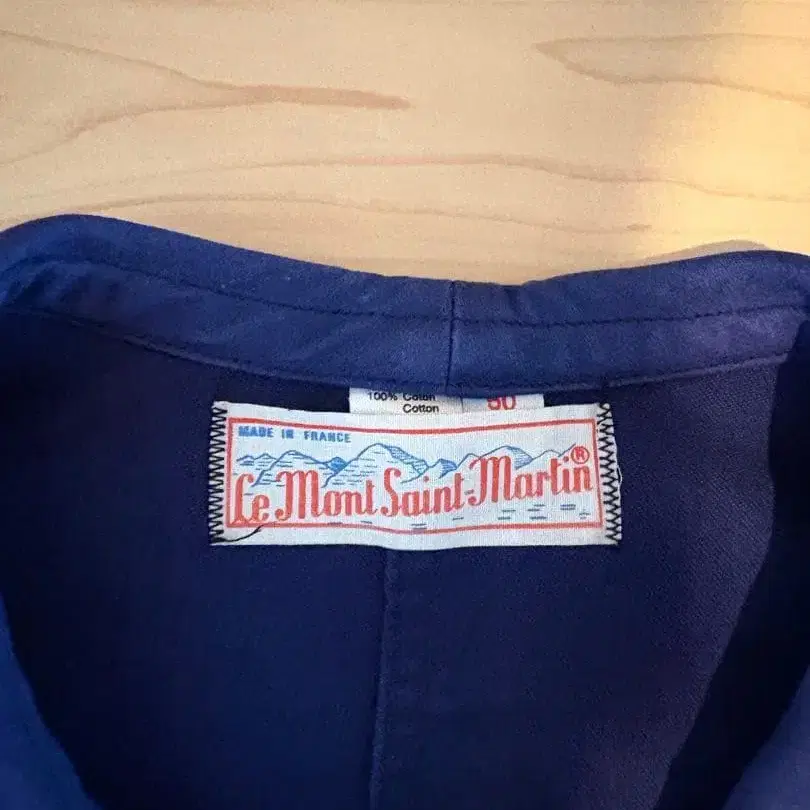 100% Coton
Cotton
50
MADE IN FRANCE
Le Mont Saint-Martin®